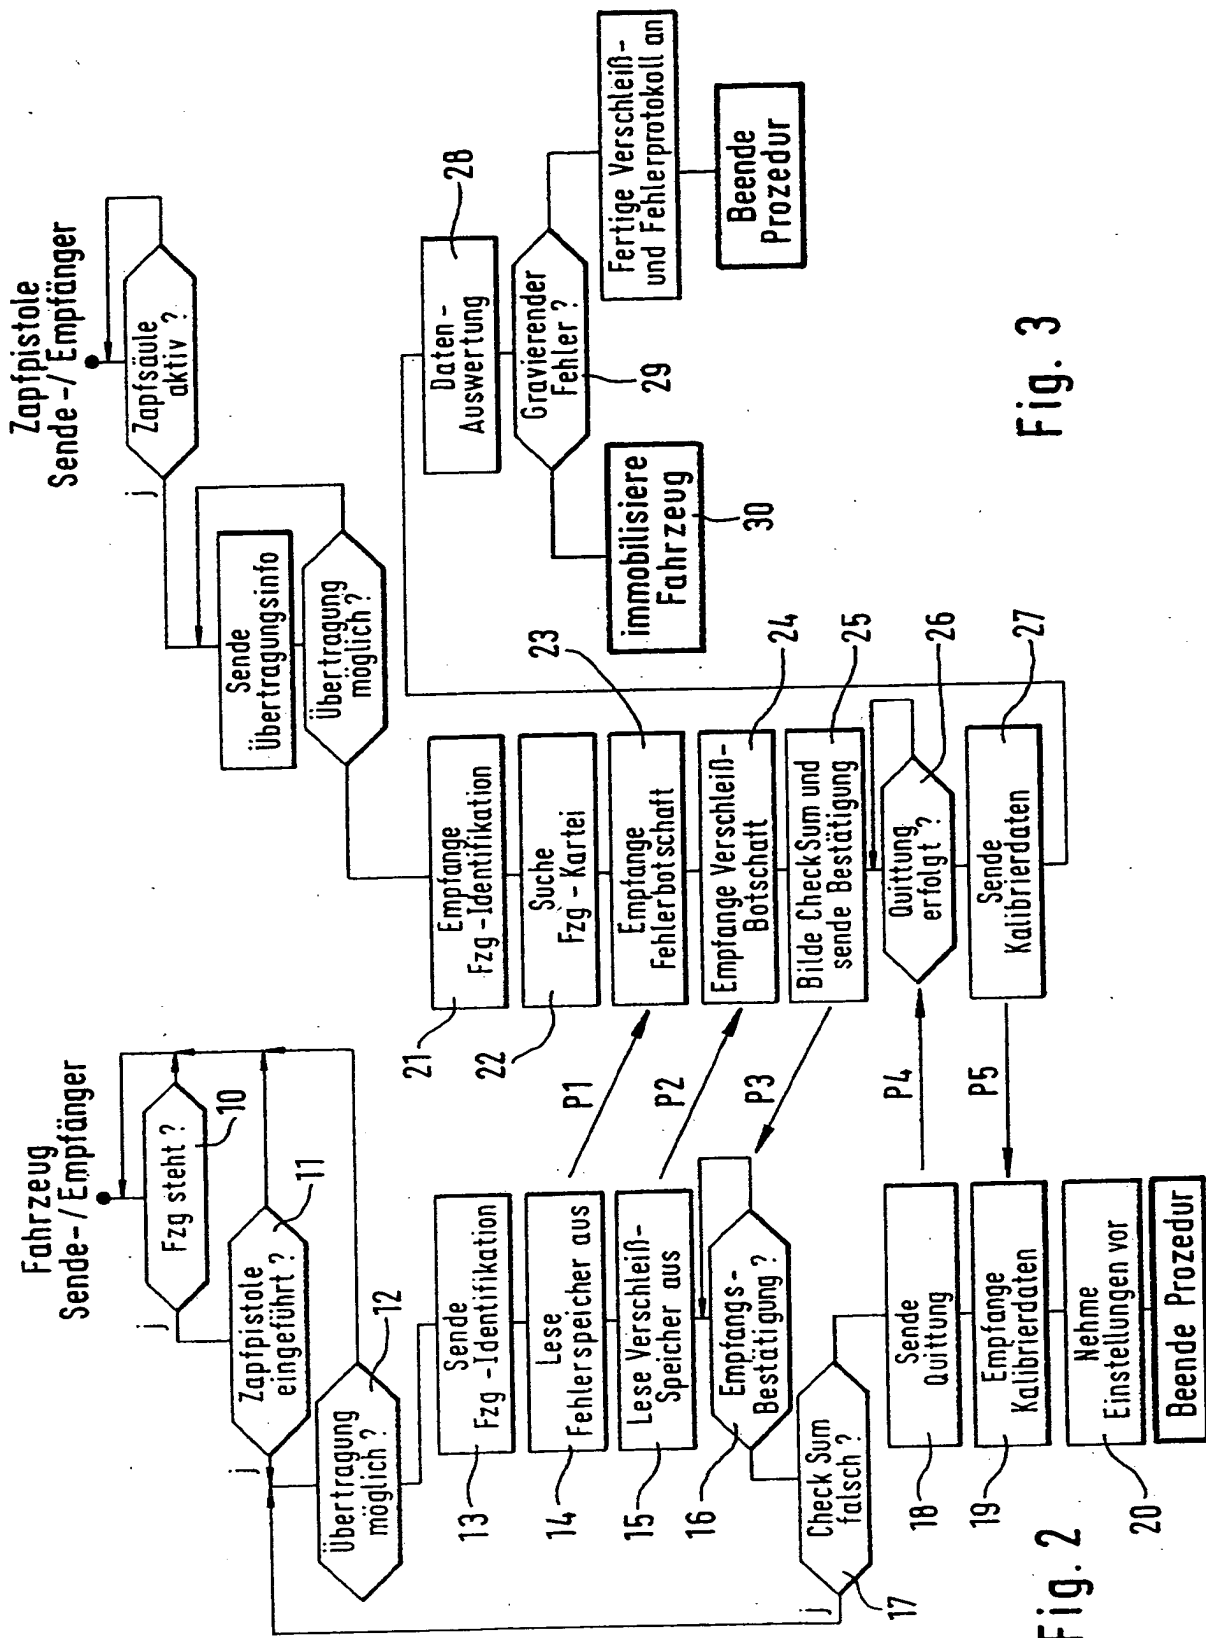 Fahrzeug
Sende-/Empfänger
Fzg steht ?
10
j
Zapfpistole
eingeführt ?
11
j
Übertragung
möglich ?
12
Sende
Fzg-Identifikation
13
Lese
Fehlerspeicher aus
14
P1
Lese Verschleiß-
Speicher aus
15
P2
Empfangs-
Bestätigung ?
16
P3
Check Sum
falsch ?
17
j
Sende
Quittung
18
P4
Empfange
Kalibrierdaten
19
P5
Nehme
Einstellungen vor
20
Beende Prozedur
Fig. 2
Zapfpistole
Sende-/Empfänger
Zapfsäule
aktiv ?
j
Sende
Übertragungsinfo
Übertragung
möglich ?
Empfange
Fzg-Identifikation
21
Suche
Fzg-Kartei
22
Empfange
Fehlerbotschaft
23
Empfange Verschleiß-
Botschaft
24
Bilde CheckSum und
sende Bestätigung
25
Quittung
erfolgt ?
26
Sende
Kalibrierdaten
27
Daten-
Auswertung
28
Gravierender
Fehler ?
29
immobilisiere
Fahrzeug
30
Fertige Verschleiß-
und Fehlerprotokoll an
Beende
Prozedur
Fig. 3